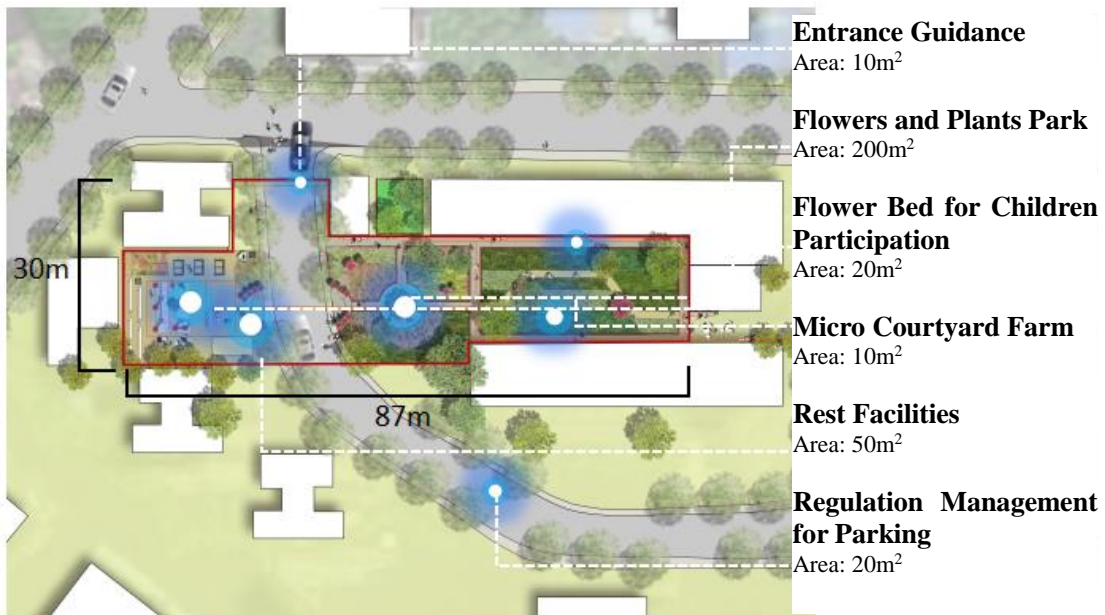 Entrance Guidance
Area: 10m²
Flowers and Plants Park
Area: 200m²
Flower Bed for Children
Participation
Area: 20m²
Micro Courtyard Farm
Area: 10m²
Rest Facilities
Area: 50m²
Regulation Management
for Parking
Area: 20m²
30m
87m